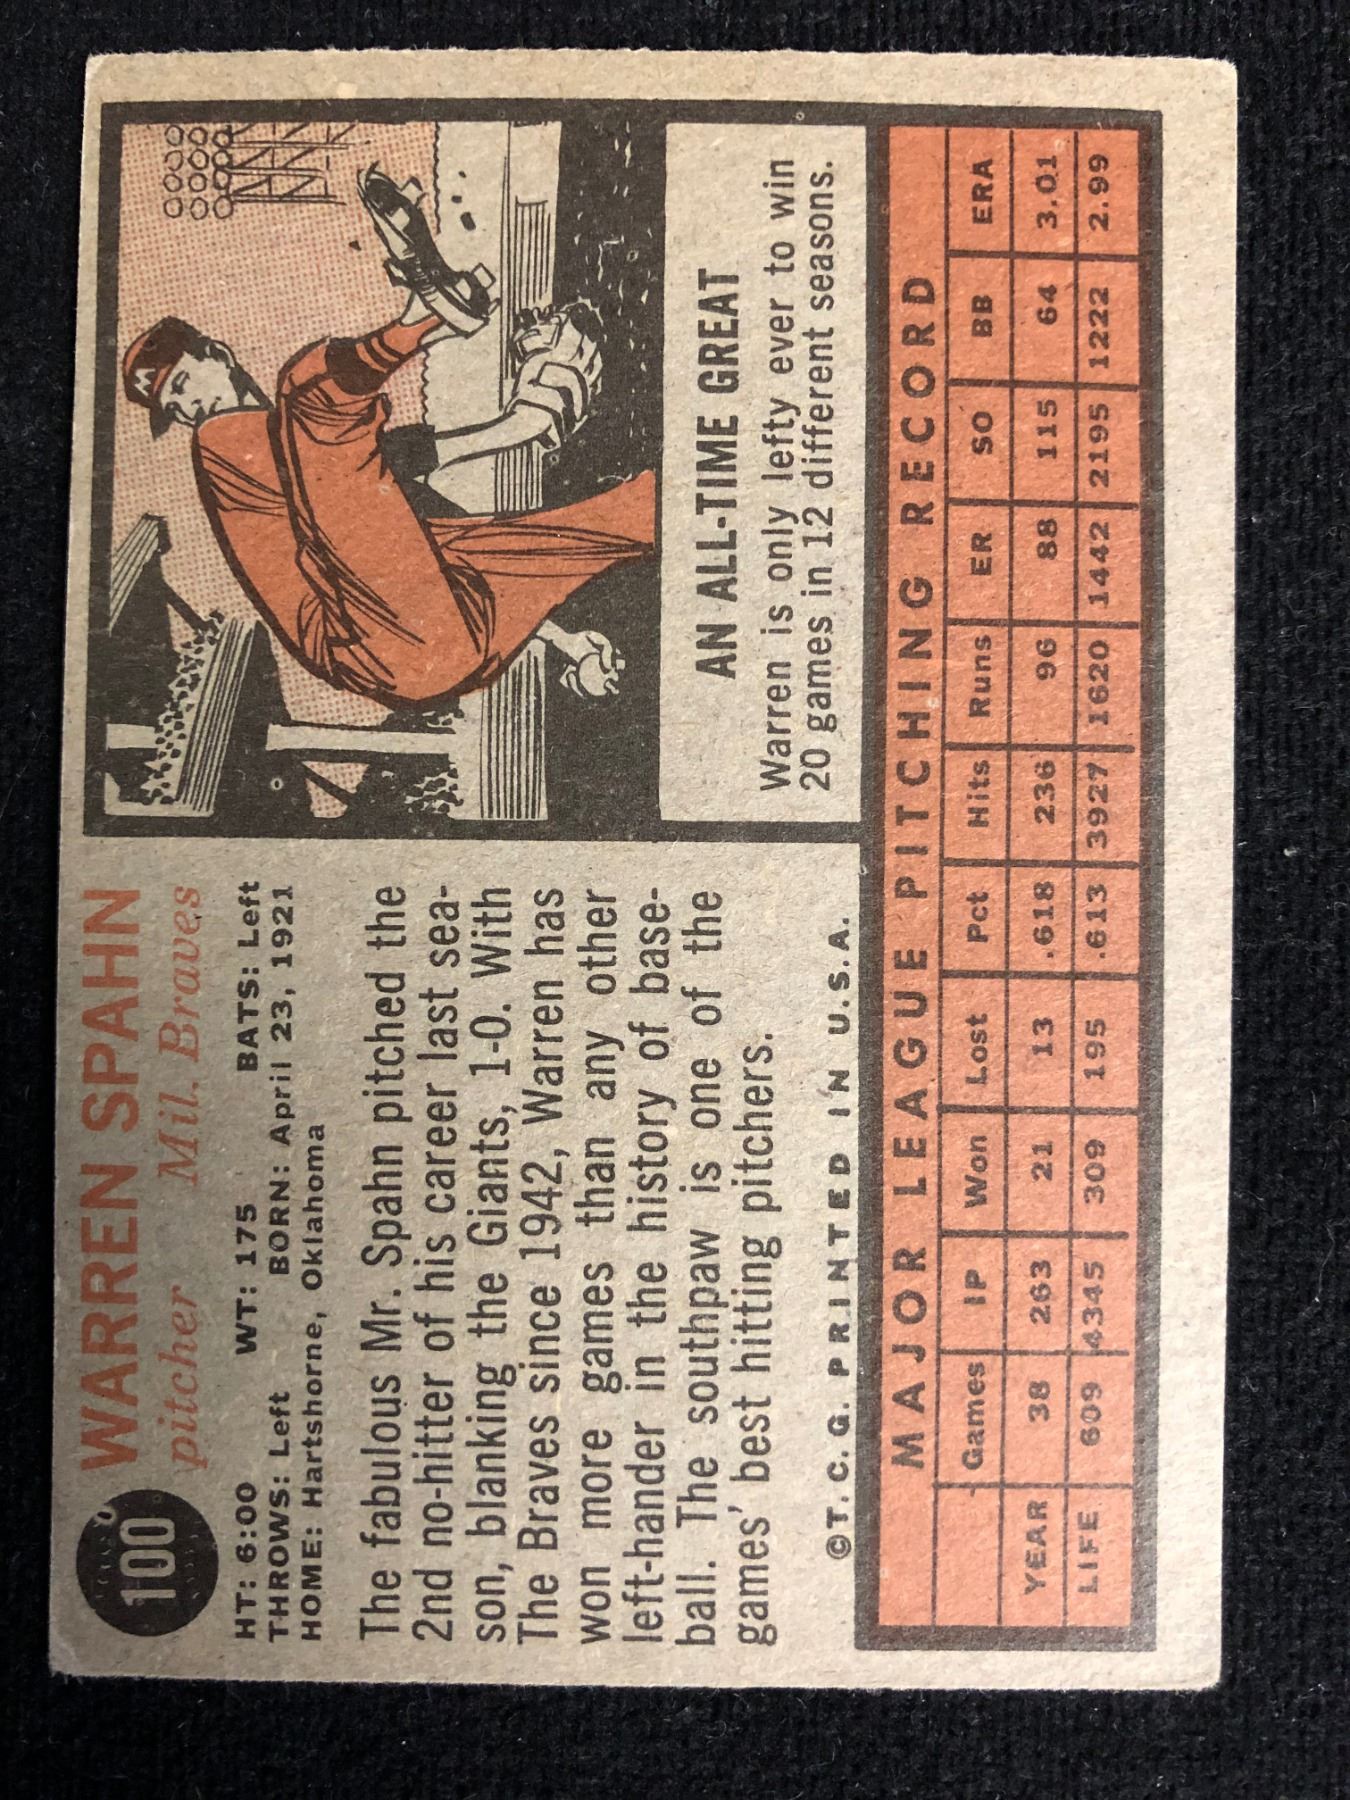 100
WARREN SPAHN
pitcher Mil. Braves
HT: 6:00 WT: 175 BATS: Left
THROWS: Left BORN: April 23, 1921
HOME: Hartshorne, Oklahoma
The fabulous Mr. Spahn pitched the
2nd no-hitter of his career last sea-
son, blanking the Giants, 1-0. With
The Braves since 1942, Warren has
won more games than any other
left-hander in the history of base-
ball. The southpaw is one of the
games' best hitting pitchers.
©T. C. G. PRINTED IN U.S.A.
M
AN ALL-TIME GREAT
Warren is only lefty ever to win
20 games in 12 different seasons.
MAJOR LEAGUE PITCHING RECORD
Games IP Won Lost Pct Hits Runs ER SO BB ERA
YEAR 38 263 21 13 .618 236 96 88 115 64 3.01
LIFE 609 4345 309 195 .613 3927 1620 1442 2195 1222 2.99